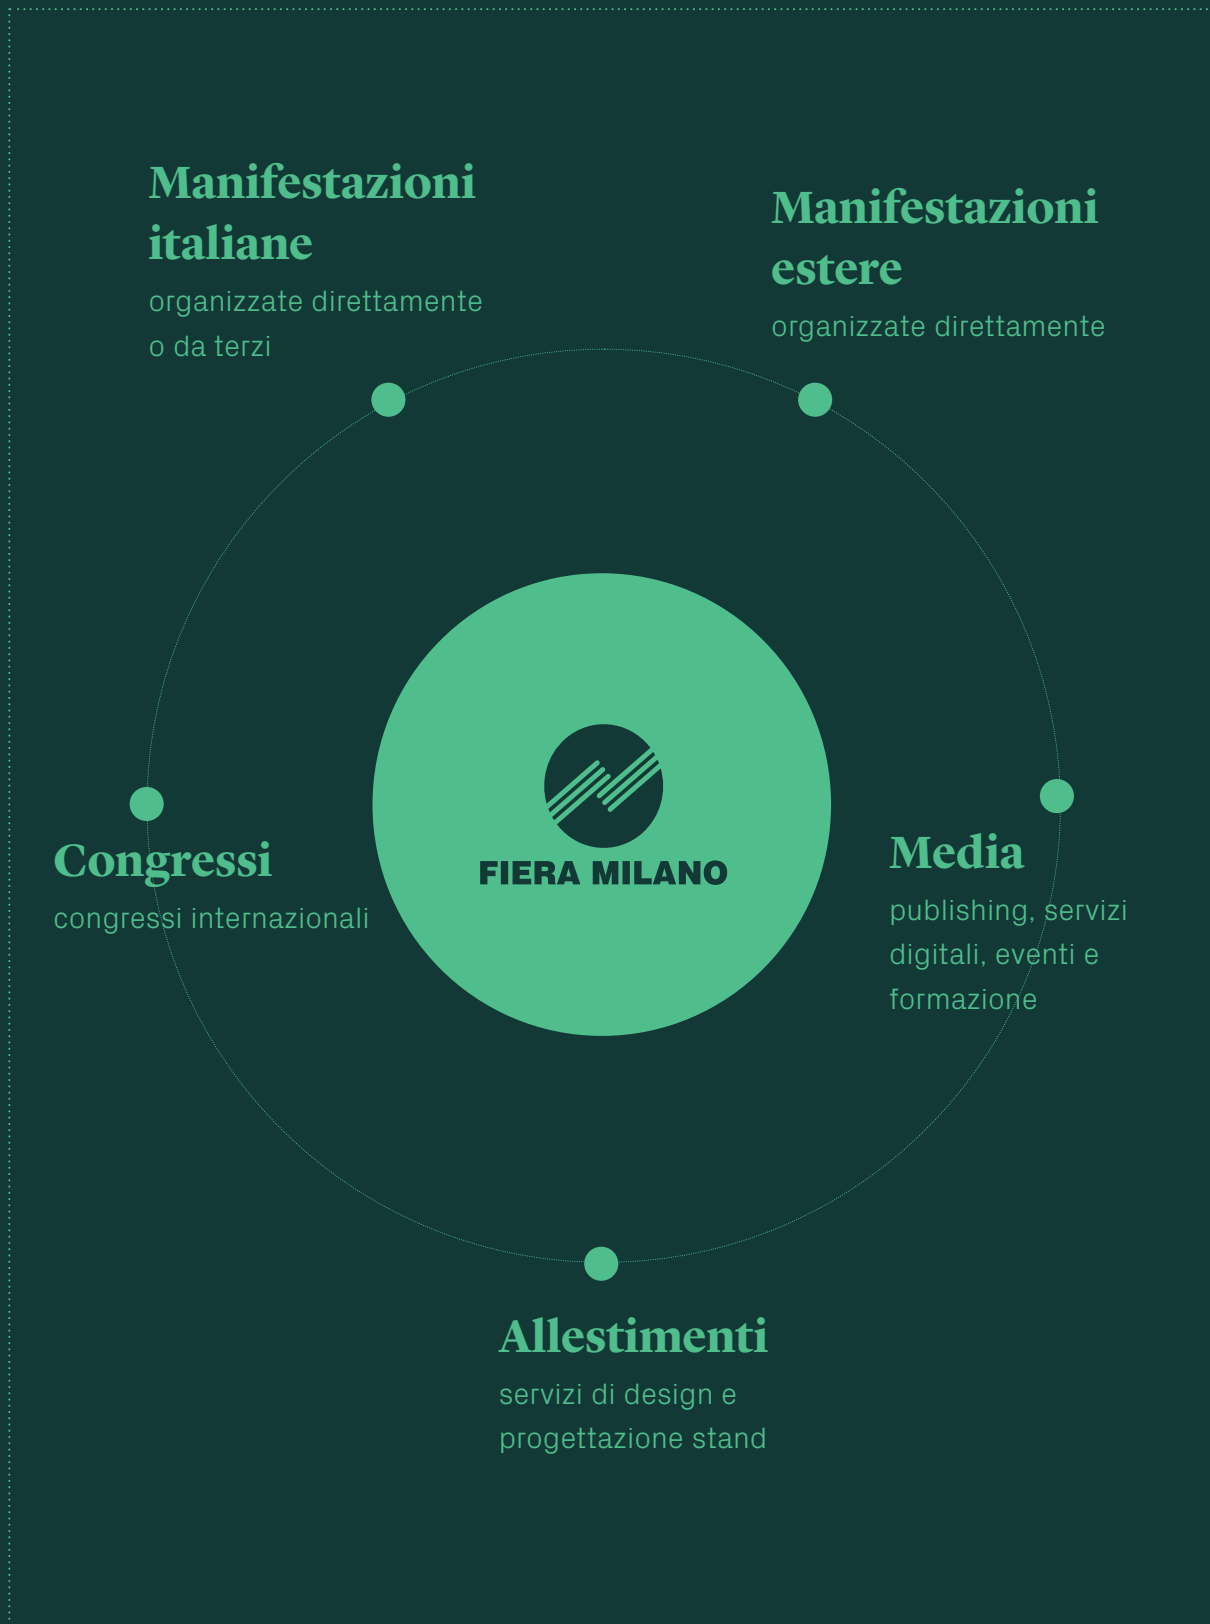 Manifestazioni
italiane
organizzate direttamente
o da terzi
Manifestazioni
estere
organizzate direttamente
FIERA MILANO
Congressi
congressi internazionali
Media
publishing, servizi
digitali, eventi e
formazione
Allestimenti
servizi di design e
progettazione stand